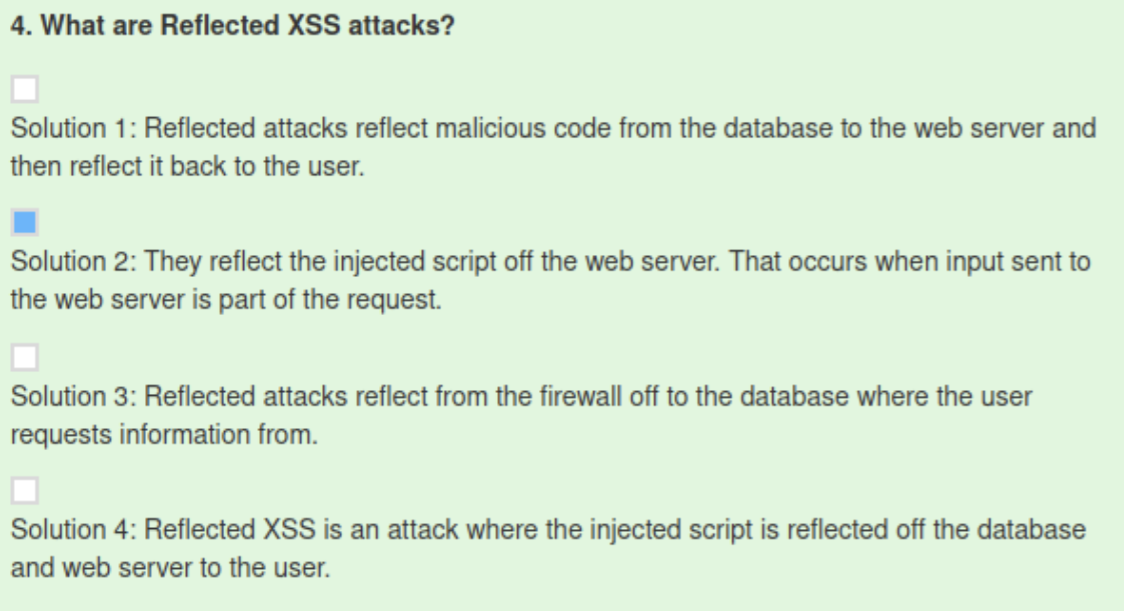 4. What are Reflected XSS attacks?
Solution 1: Reflected attacks reflect malicious code from the database to the web server and
then reflect it back to the user.
Solution 2: They reflect the injected script off the web server. That occurs when input sent to
the web server is part of the request.
Solution 3: Reflected attacks reflect from the firewall off to the database where the user
requests information from.
Solution 4: Reflected XSS is an attack where the injected script is reflected off the database
and web server to the user.